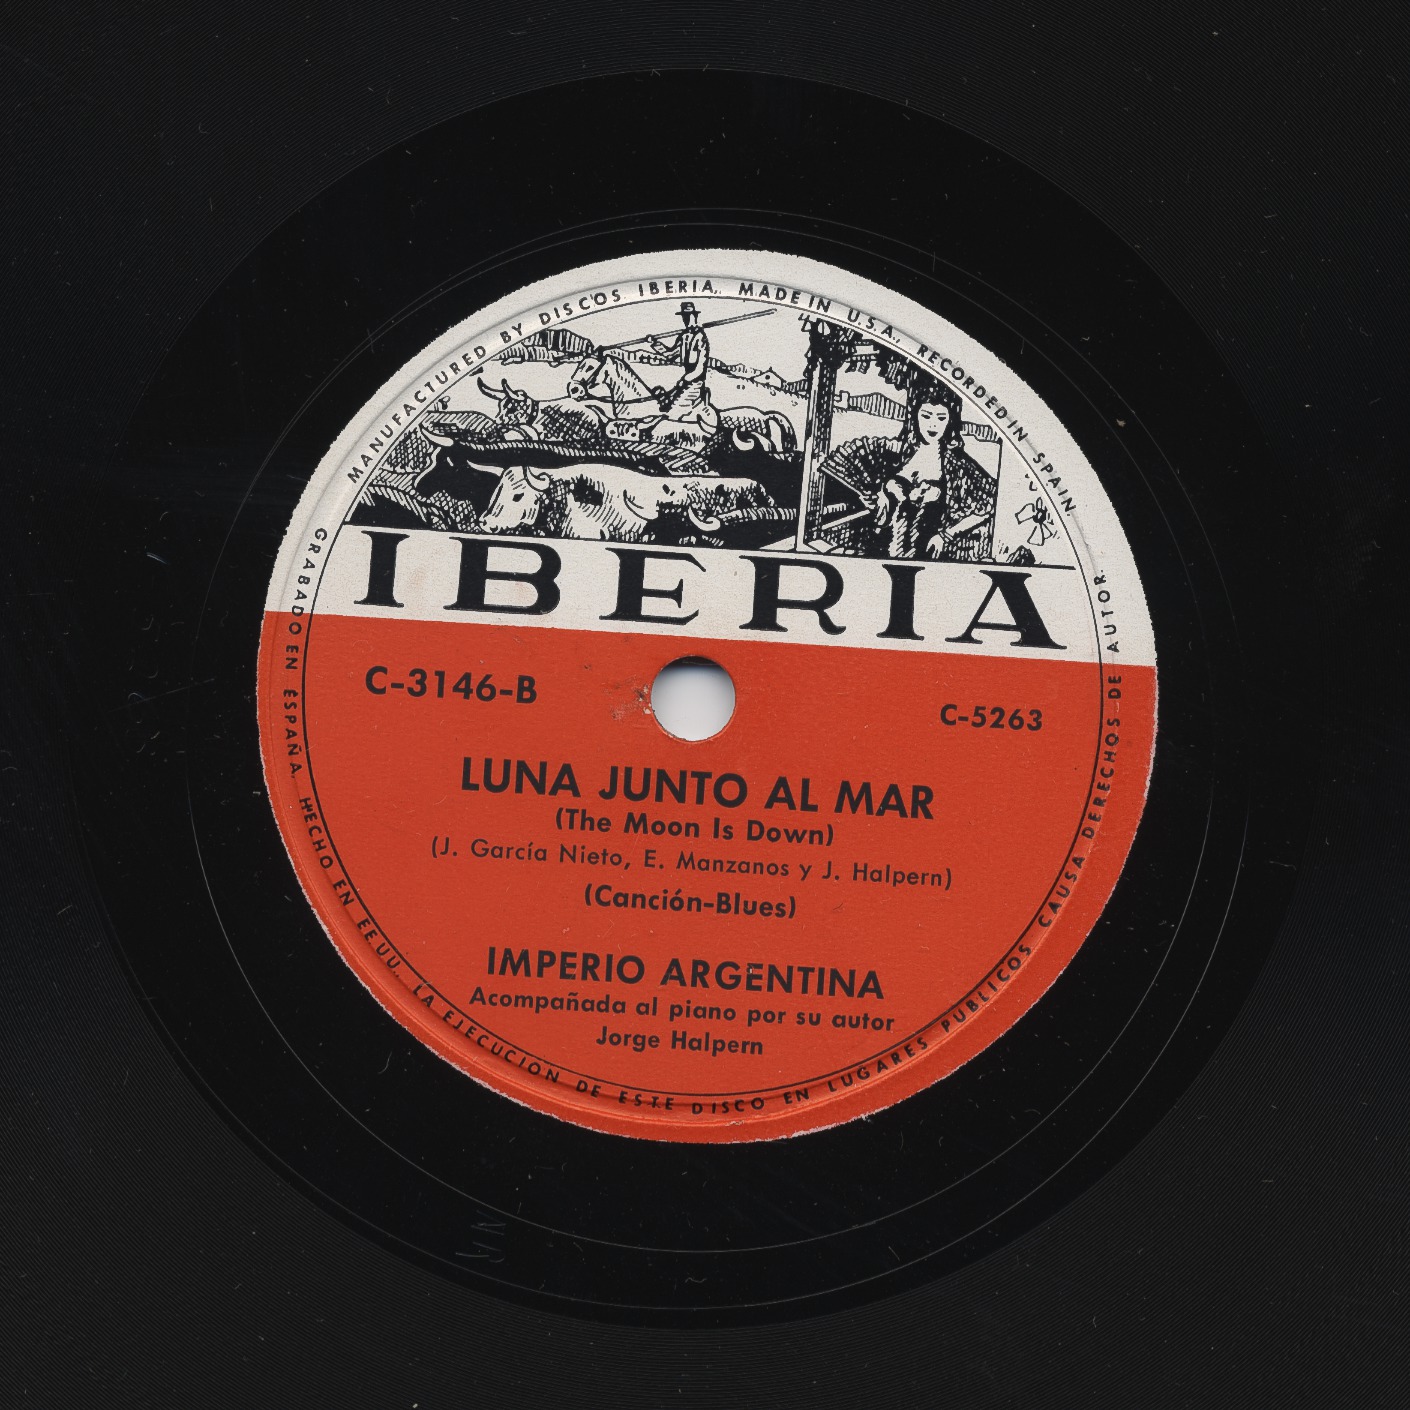 MANUFACTURED BY DISCOS IBERIA,. MADE IN U.S.A., RECORDED IN SPAIN.
IBERIA
C-3146-B
C-5263
LUNA JUNTO AL MAR
(The Moon Is Down)
(J. García Nieto, E. Manzanos y J. Halpern)
(Canción-Blues)
IMPERIO ARGENTINA
Acompañada al piano por su autor
Jorge Halpern
GRABADO EN ESPAÑA. HECHO EN EE.UU., LA EJECUCIÓN DE ESTE DISCO EN LUGARES PUBLICOS CAUSA DERECHOS DE AUTOR.